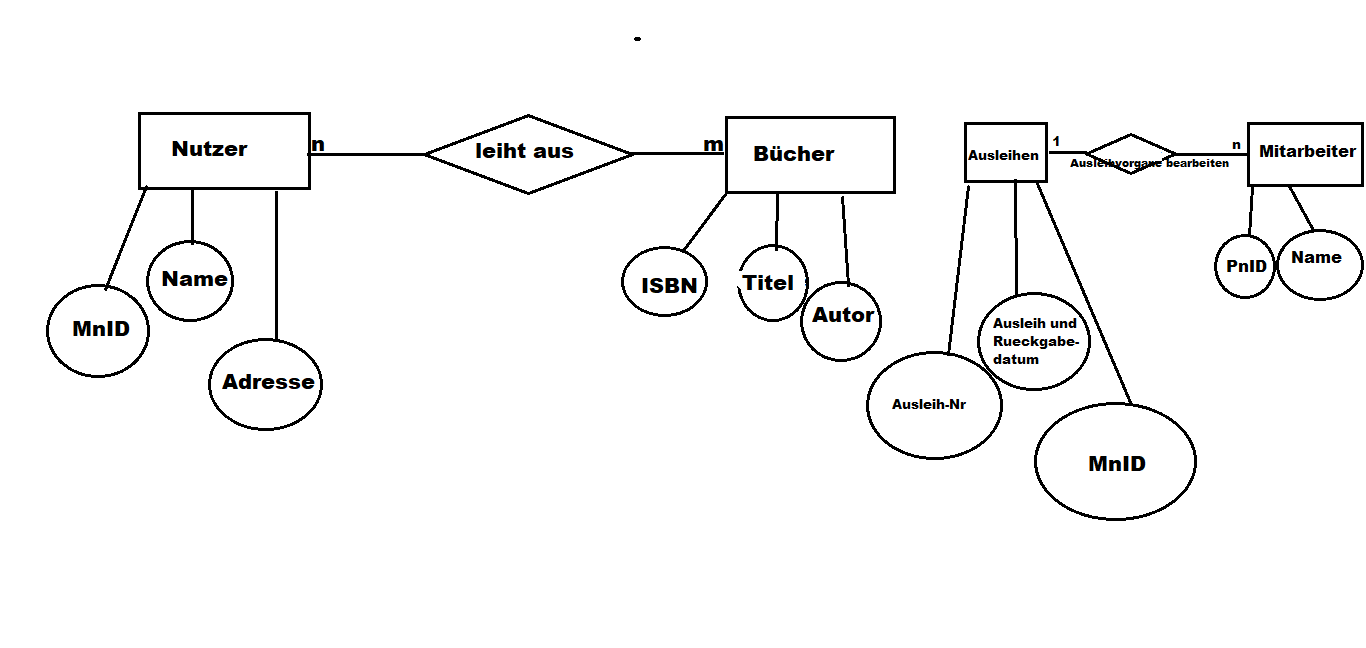 Nutzer
n
leiht aus
m
Bücher
Ausleihen
1
Ausleihvorgang bearbeiten
n
Mitarbeiter
MnID
Name
Adresse
ISBN
Titel
Autor
Ausleih-Nr
Ausleih und
Rueckgabe-
datum
MnID
PnID
Name